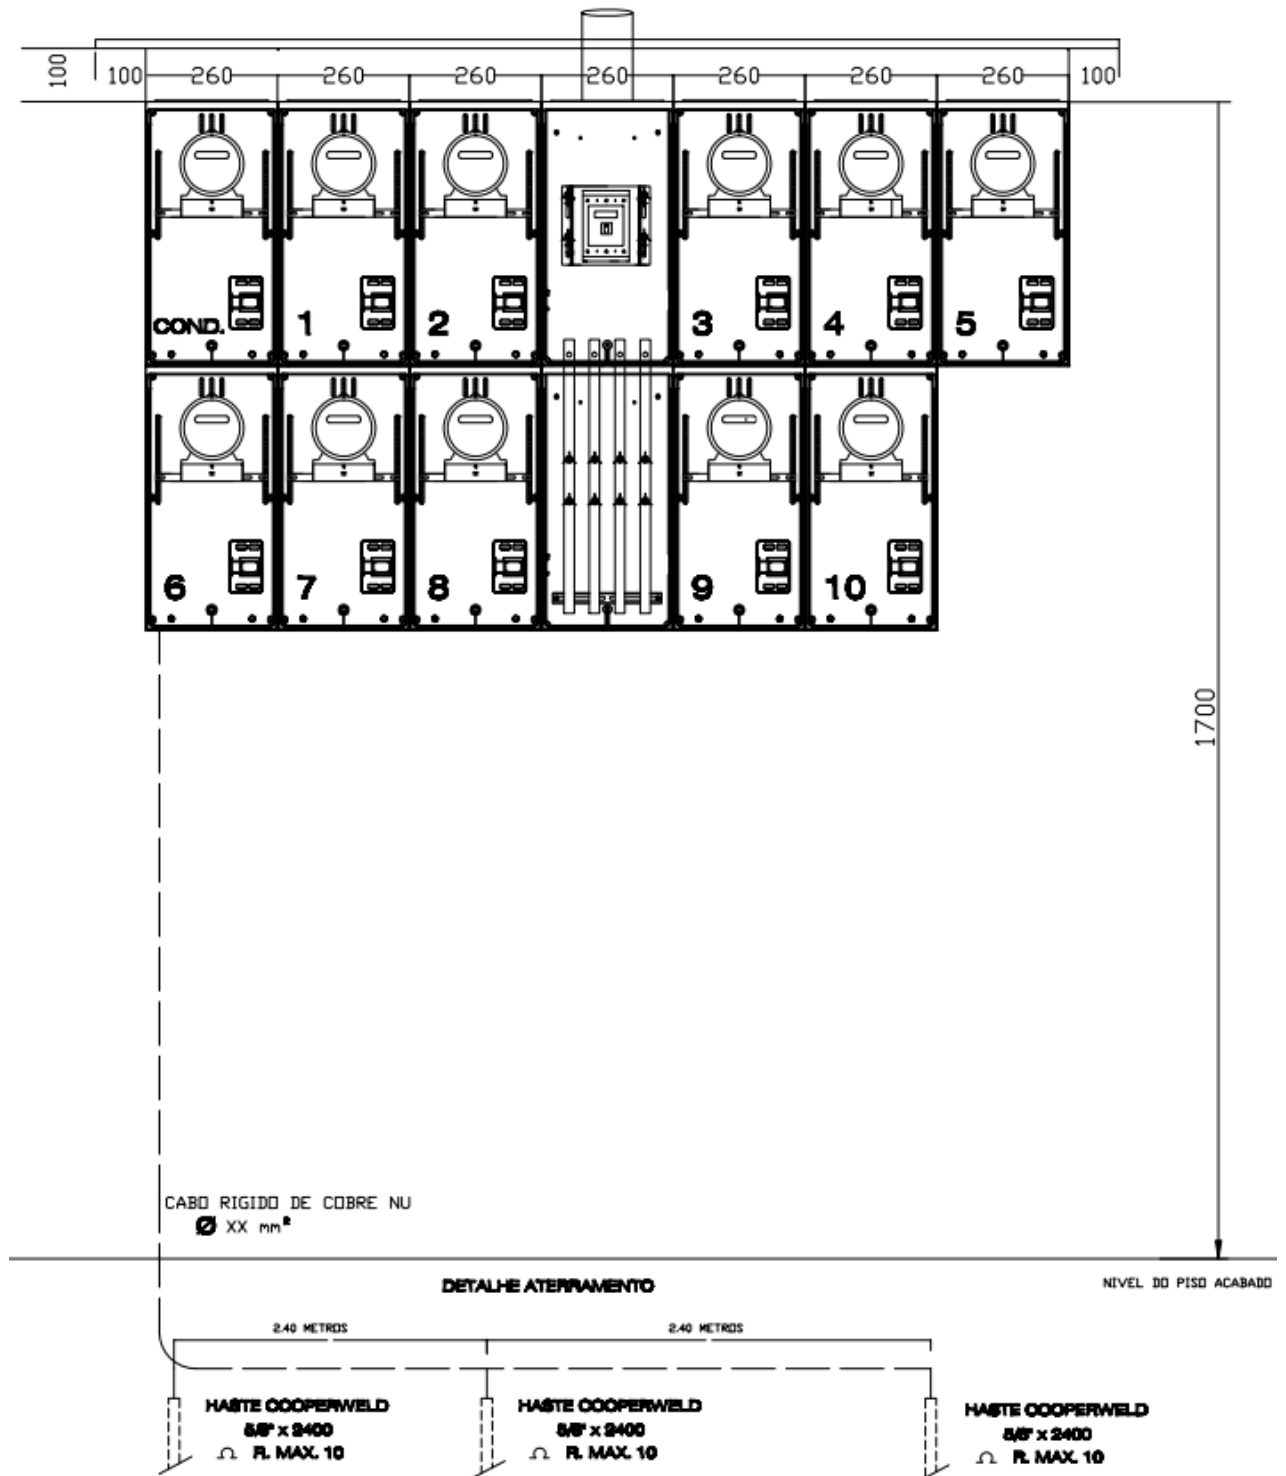 100
100 260 260 260 260 260 260 260 100
COND. 1 2 3 4 5
6 7 8 9 10
1700
CABO RIGIDO DE COBRE NU
Ø XX mm²
DETALHE ATERRAMENTO
NIVEL DO PISO ACABADO
2.40 METROS 2.40 METROS
HASTE COOPERWELD
5/8" x 2400
Ω R. MAX. 10
HASTE COOPERWELD
5/8" x 2400
Ω R. MAX. 10
HASTE COOPERWELD
5/8" x 2400
Ω R. MAX. 10